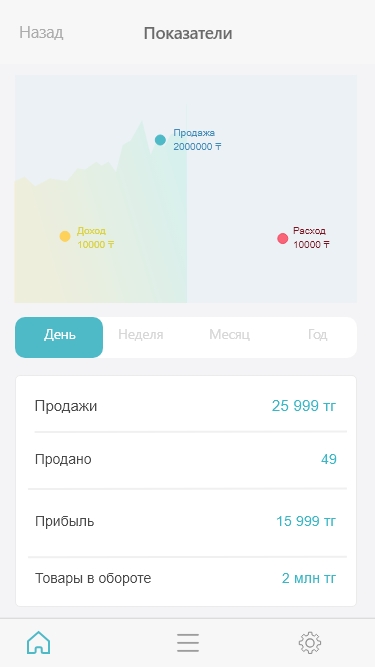 Назад
Показатели
Продажа
2000000 ₸
Доход
10000 ₸
Расход
10000 ₸
День
Неделя
Месяц
Год
Продажи
25 999 тг
Продано
49
Прибыль
15 999 тг
Товары в обороте
2 млн тг